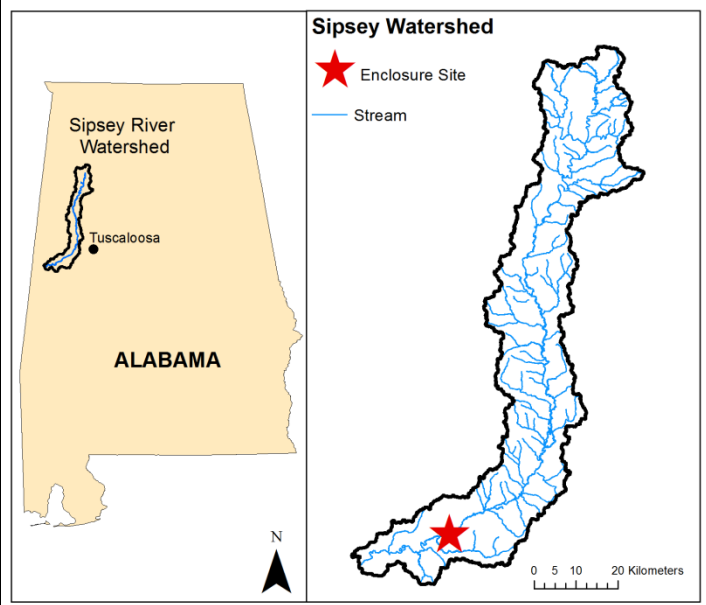 Sipsey River
Watershed
Tuscaloosa
ALABAMA
N
Sipsey Watershed
Enclosure Site
Stream
0 5 10 20 Kilometers